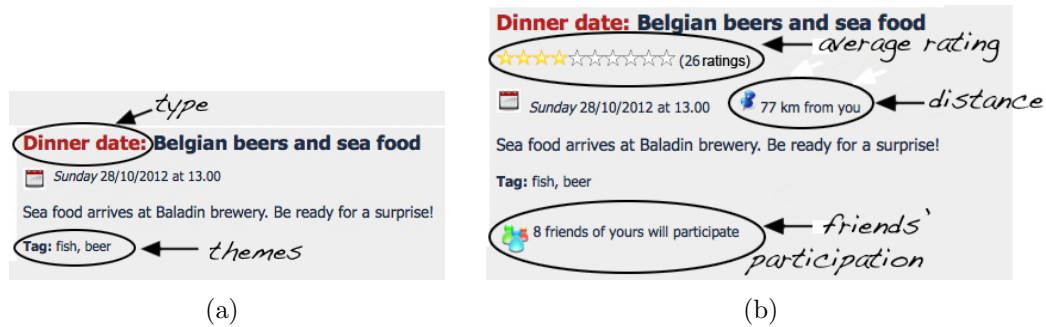 type
Dinner date: Belgian beers and sea food
Sunday 28/10/2012 at 13.00
Sea food arrives at Baladin brewery. Be ready for a surprise!
Tag: fish, beer
themes
(a)
Dinner date: Belgian beers and sea food
(26 ratings)
average rating
Sunday 28/10/2012 at 13.00
77 km from you
distance
Sea food arrives at Baladin brewery. Be ready for a surprise!
Tag: fish, beer
8 friends of yours will participate
friends'
participation
(b)